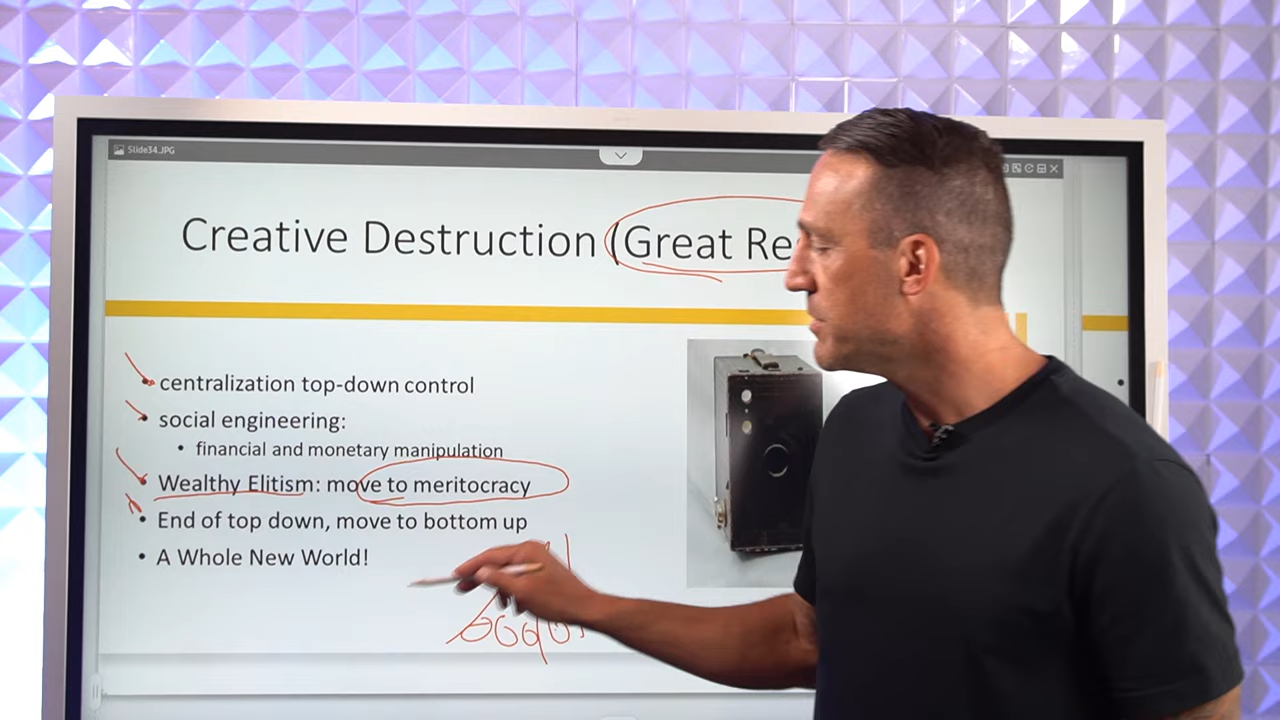 Slide34.JPG
Creative Destruction (Great Re
centralization top-down control
social engineering:
financial and monetary manipulation
Wealthy Elitism: move to meritocracy
End of top down, move to bottom up
A Whole New World!